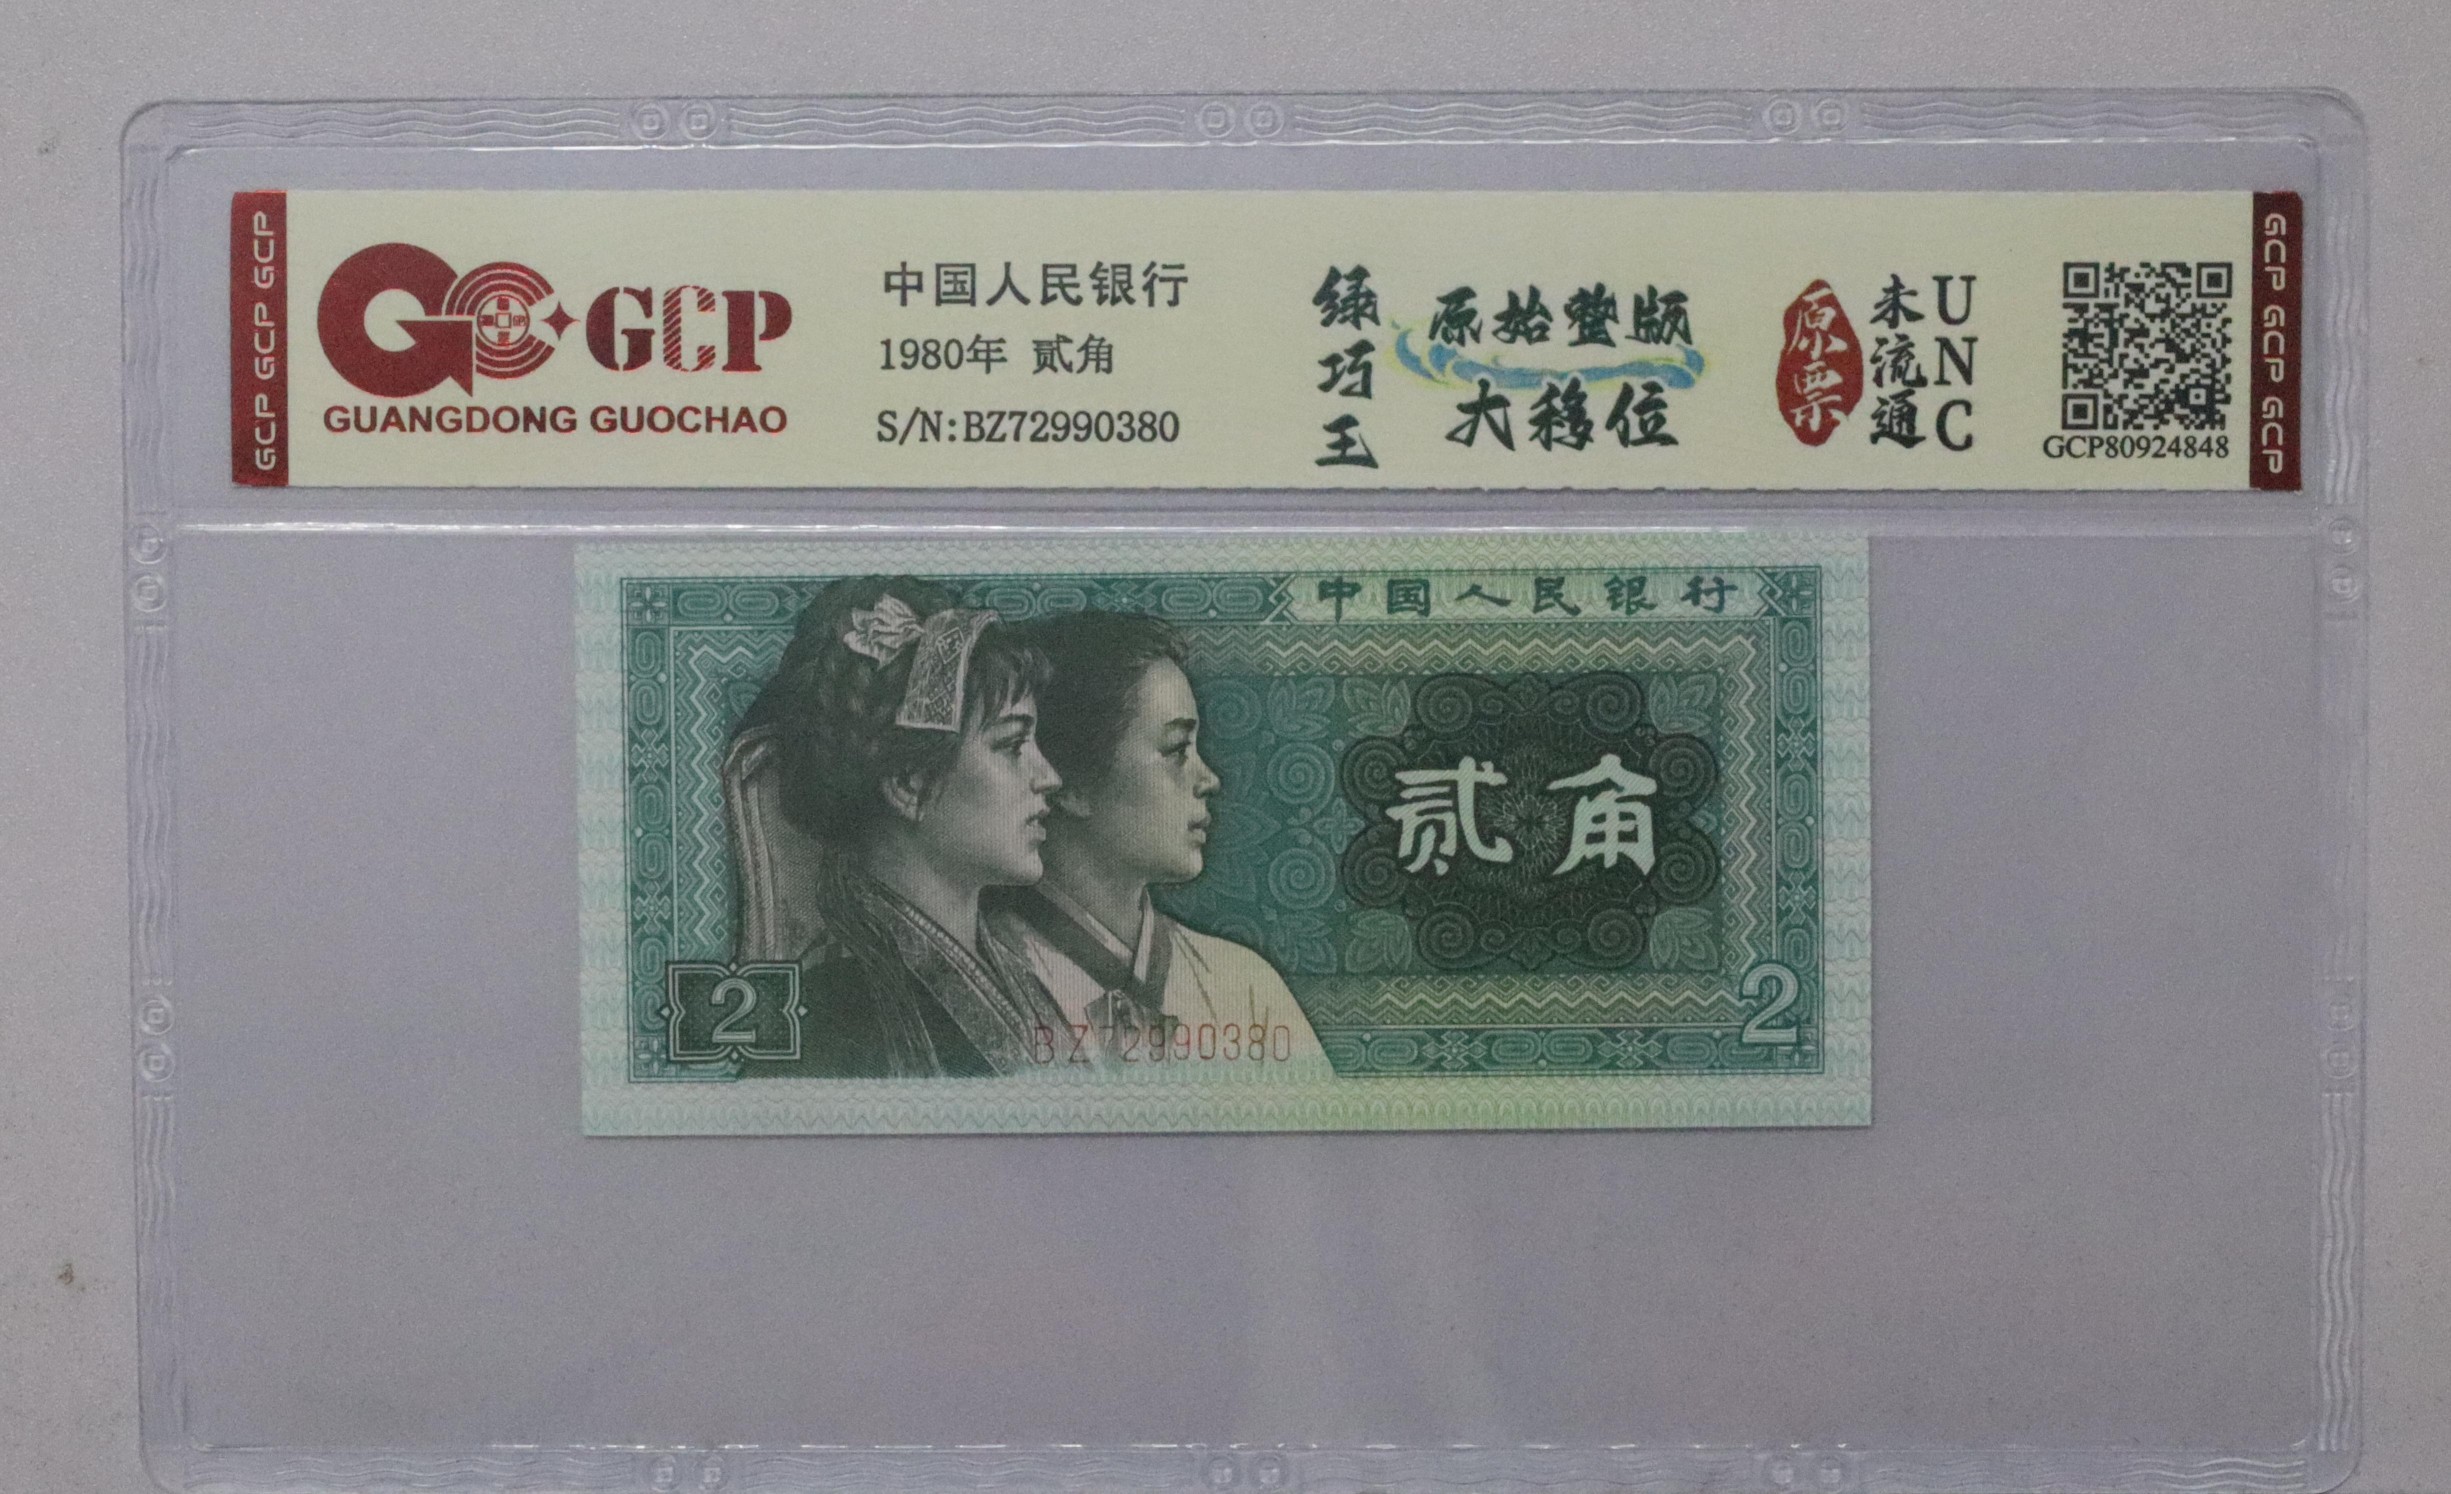 GCP GCP GCP
GCP
GUANGDONG GUOCHAO
中国人民银行
1980年 贰角
S/N:BZ72990380
绿巧王
原始整版
大移位
原票
未流通
UNC
GCP80924848
GCP GCP GCP
中国人民银行
贰角
2
2
BZ72990380